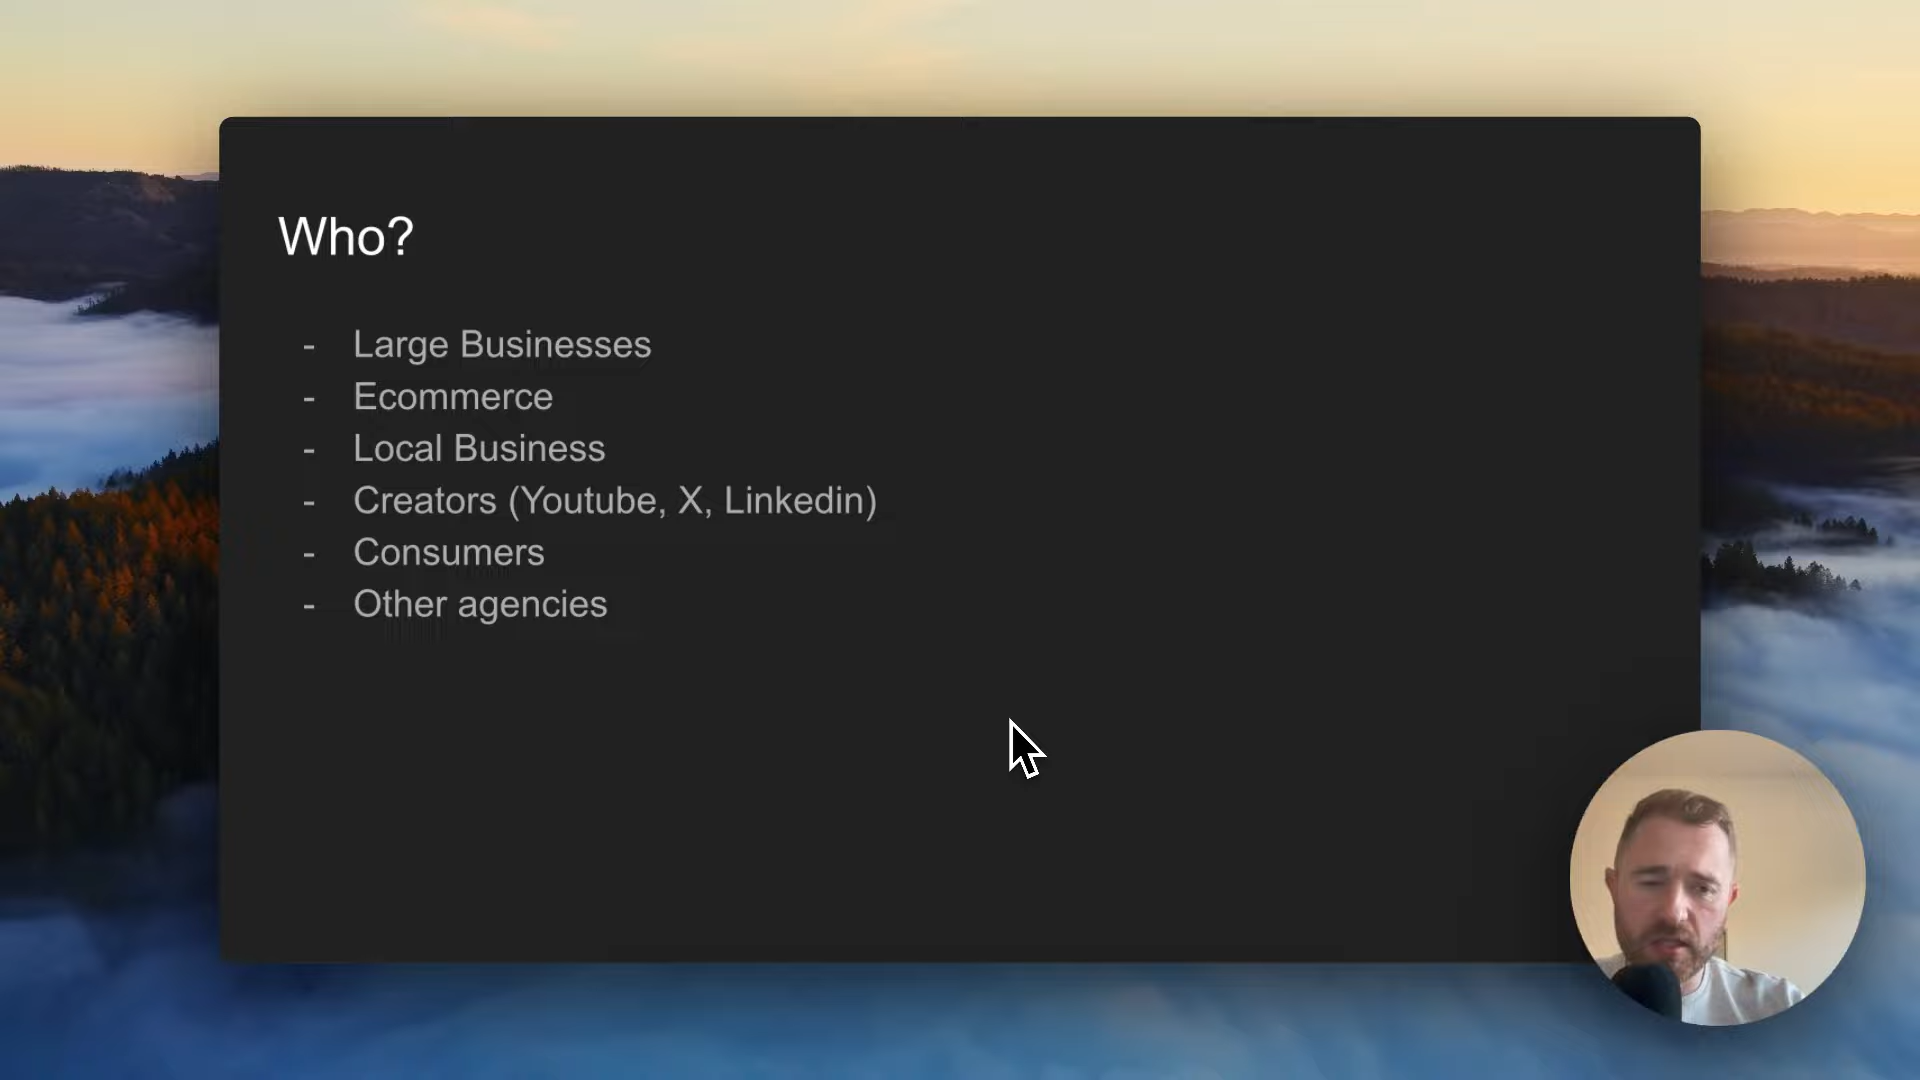 Who?
- Large Businesses
- Ecommerce
- Local Business
- Creators (Youtube, X, Linkedin)
- Consumers
- Other agencies